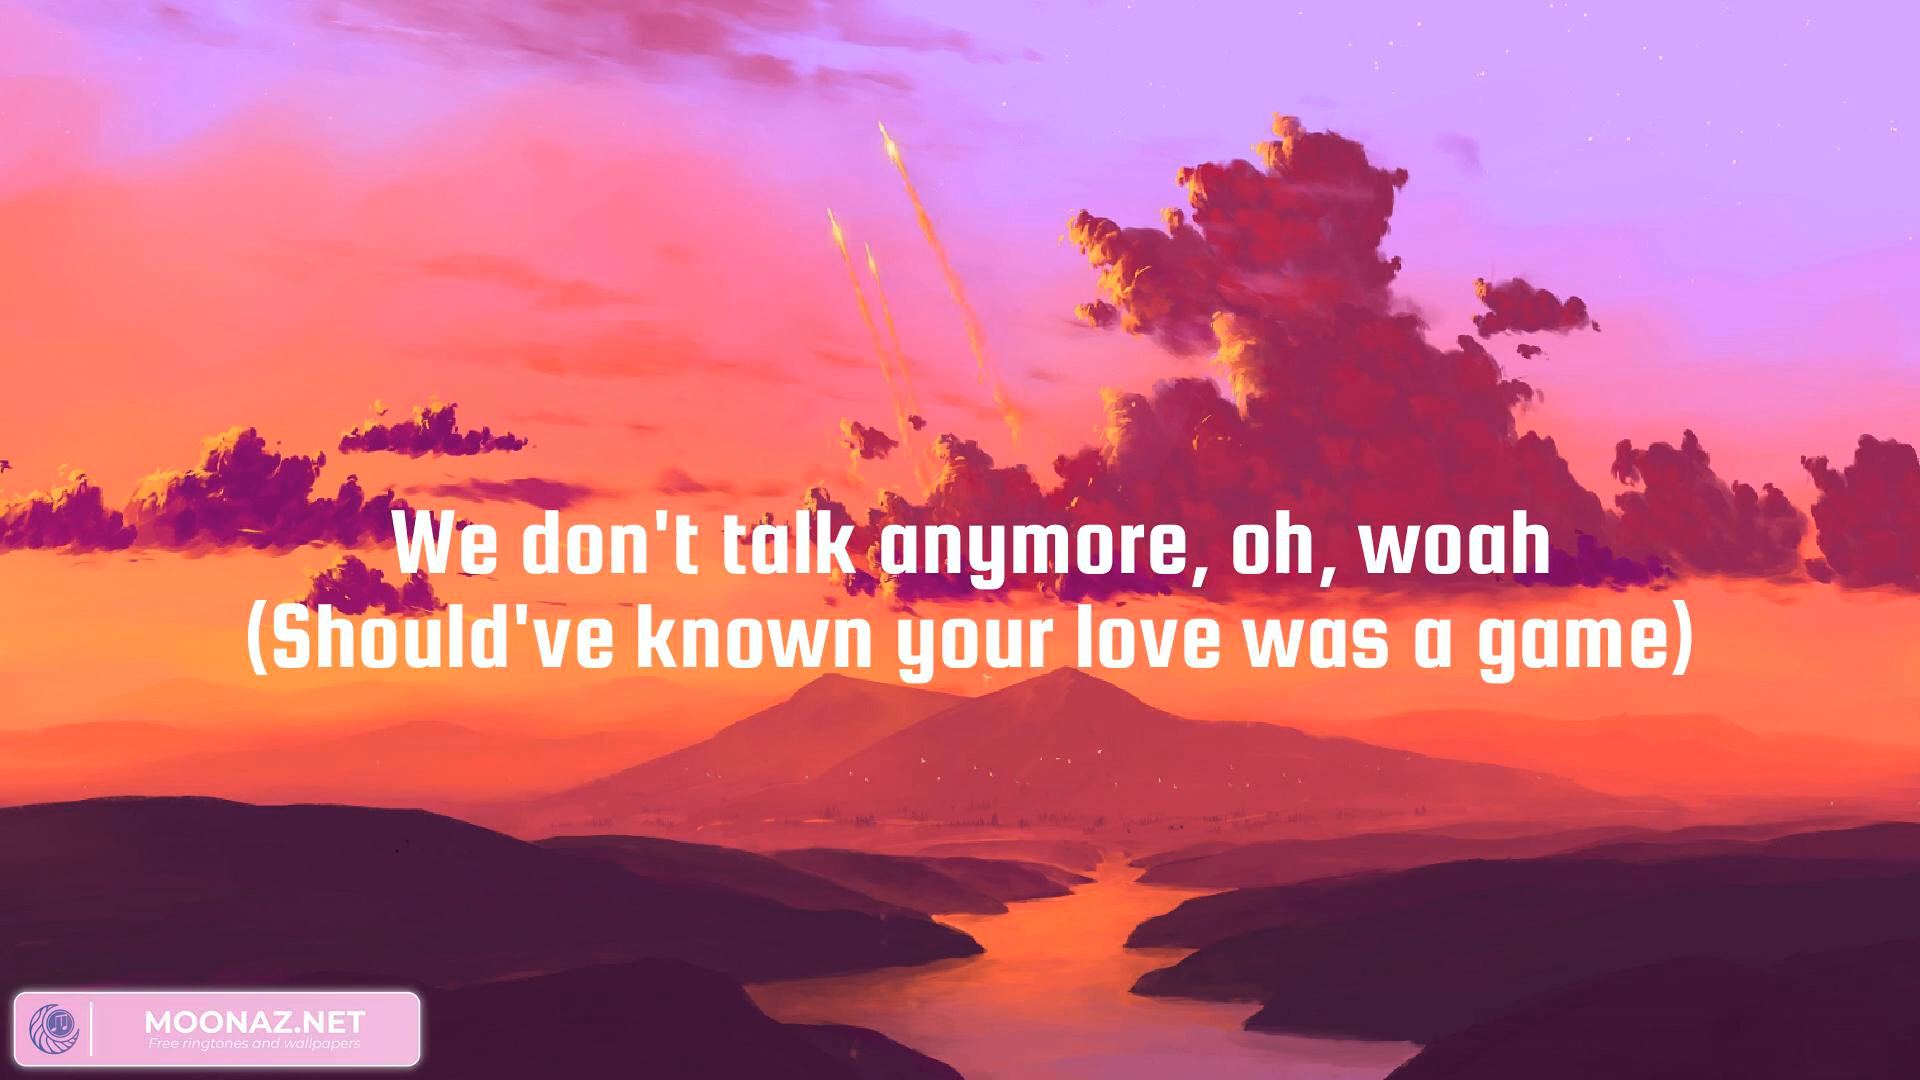 We don't talk anymore, oh, woah
(Should've known your love was a game)
MOONAZ.NET
Free ringtones and wallpapers